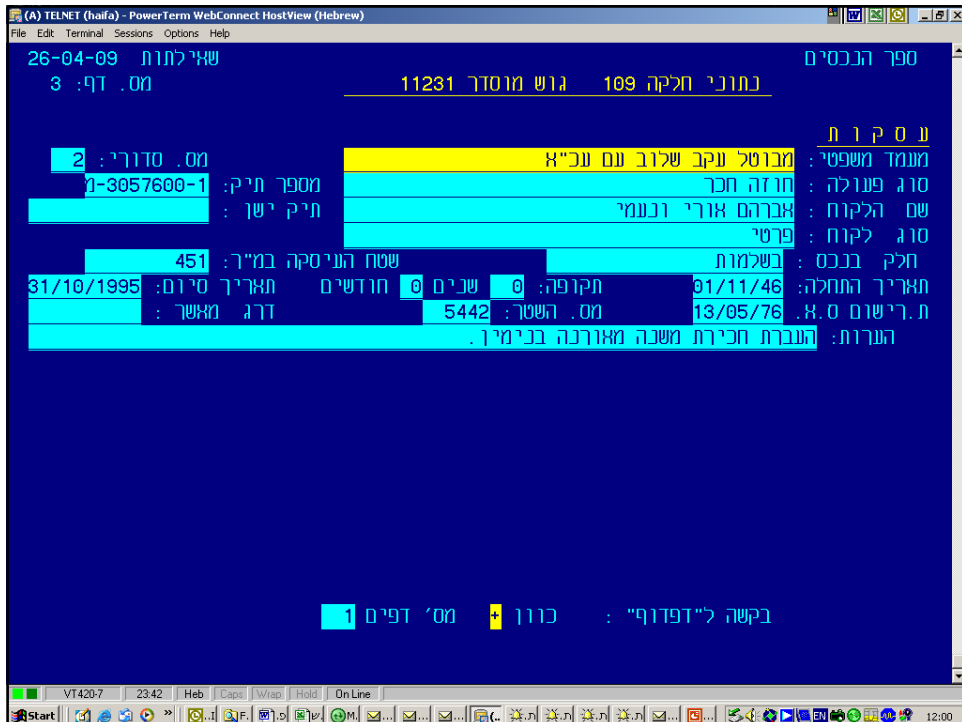 (A) TELNET (haifa) - PowerTerm WebConnect HostView (Hebrew)
File Edit Terminal Sessions Options Help
ספר הנכסים שאילתות 26-04-09
נתוני חלקה 109 גוש מוסדר 11231 מס. דף: 3
ע ס ק ו ת
מעמד משפטי: מבוטל עקב שלוב עם עכ"א מס. סדורי: 2
סוג פעולה : חוזה חכר מספר תיק: 3057600-1-מ
שם הלקוח : אברהם אורי ונעמי תיק ישן :
סוג לקוח : פרטי
חלק בנכס : בשלמות שטח העיסקה במ"ר: 451
תאריך התחלה: 01/11/46 תקופה: 0 שנים 0 חודשים תאריך סיום: 31/10/1995
ת.רישום ס.א. 13/05/76 מס. השטר: 5442 דרג מאשר :
הערות: העברת חכירת משנה מאורנה בנימין.
בקשה ל"דפדוף" : כוון + מס' דפים 1
VT420-7 23:42 Heb Caps Wrap Hold On Line
Start EN 12:00